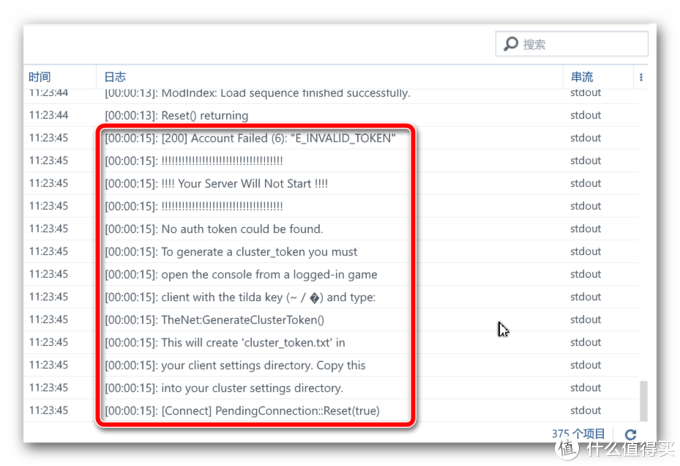 搜索
时间 日志 串流
11:23:44 [00:00:13]: ModIndex: Load sequence finished successfully. stdout
11:23:44 [00:00:13]: Reset() returning stdout
11:23:45 [00:00:15]: [200] Account Failed (6): "E_INVALID_TOKEN" stdout
11:23:45 [00:00:15]: !!!!!!!!!!!!!!!!!!!!!!!!!!!!!!!!!!!! stdout
11:23:45 [00:00:15]: !!!! Your Server Will Not Start !!!! stdout
11:23:45 [00:00:15]: !!!!!!!!!!!!!!!!!!!!!!!!!!!!!!!!!!!! stdout
11:23:45 [00:00:15]: No auth token could be found. stdout
11:23:45 [00:00:15]: To generate a cluster_token you must stdout
11:23:45 [00:00:15]: open the console from a logged-in game stdout
11:23:45 [00:00:15]: client with the tilda key (~ / �) and type: stdout
11:23:45 [00:00:15]: TheNet:GenerateClusterToken() stdout
11:23:45 [00:00:15]: This will create 'cluster_token.txt' in stdout
11:23:45 [00:00:15]: your client settings directory. Copy this stdout
11:23:45 [00:00:15]: into your cluster settings directory. stdout
11:23:45 [00:00:15]: [Connect] PendingConnection::Reset(true) stdout
375 个项目
值 什么值得买